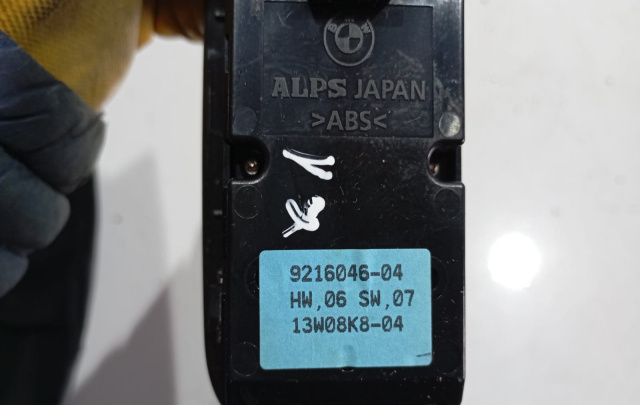 BMW
ALPS JAPAN
>ABS<
9216046-04
HW,06 SW,07
13W08K8-04